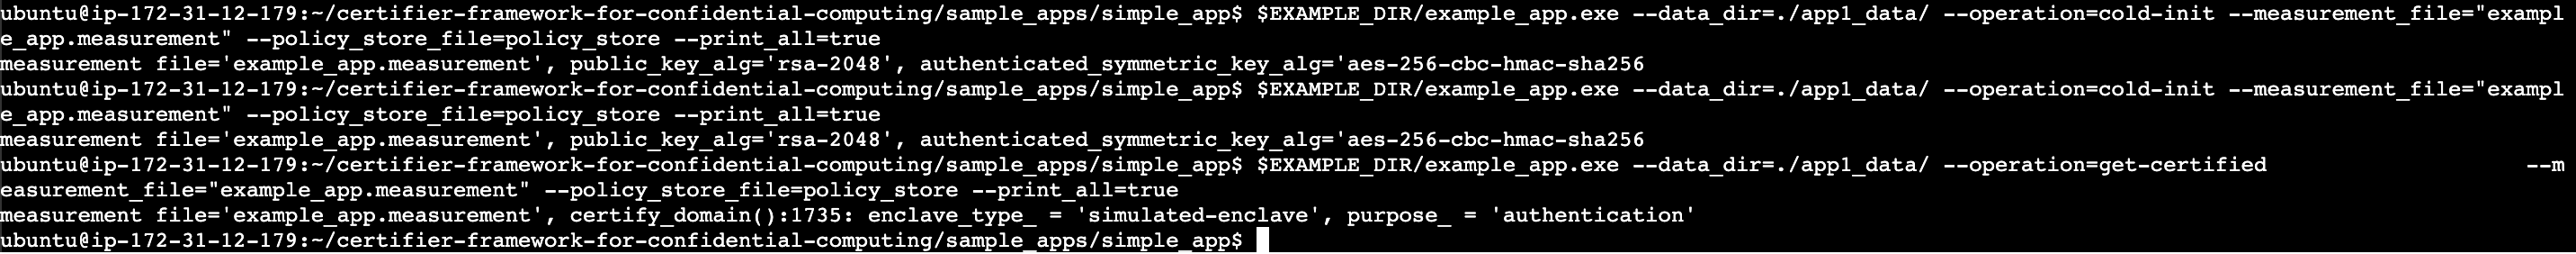 ubuntu@ip-172-31-12-179:~/certifier-framework-for-confidential-computing/sample_apps/simple_app$ $EXAMPLE_DIR/example_app.exe --data_dir=./app1_data/ --operation=cold-init --measurement_file="exampl
e_app.measurement" --policy_store_file=policy_store --print_all=true
measurement file='example_app.measurement', public_key_alg='rsa-2048', authenticated_symmetric_key_alg='aes-256-cbc-hmac-sha256
ubuntu@ip-172-31-12-179:~/certifier-framework-for-confidential-computing/sample_apps/simple_app$ $EXAMPLE_DIR/example_app.exe --data_dir=./app1_data/ --operation=cold-init --measurement_file="exampl
e_app.measurement" --policy_store_file=policy_store --print_all=true
measurement file='example_app.measurement', public_key_alg='rsa-2048', authenticated_symmetric_key_alg='aes-256-cbc-hmac-sha256
ubuntu@ip-172-31-12-179:~/certifier-framework-for-confidential-computing/sample_apps/simple_app$ $EXAMPLE_DIR/example_app.exe --data_dir=./app1_data/ --operation=get-certified                    --m
easurement_file="example_app.measurement" --policy_store_file=policy_store --print_all=true
measurement file='example_app.measurement', certify_domain():1735: enclave_type_ = 'simulated-enclave', purpose_ = 'authentication'
ubuntu@ip-172-31-12-179:~/certifier-framework-for-confidential-computing/sample_apps/simple_app$